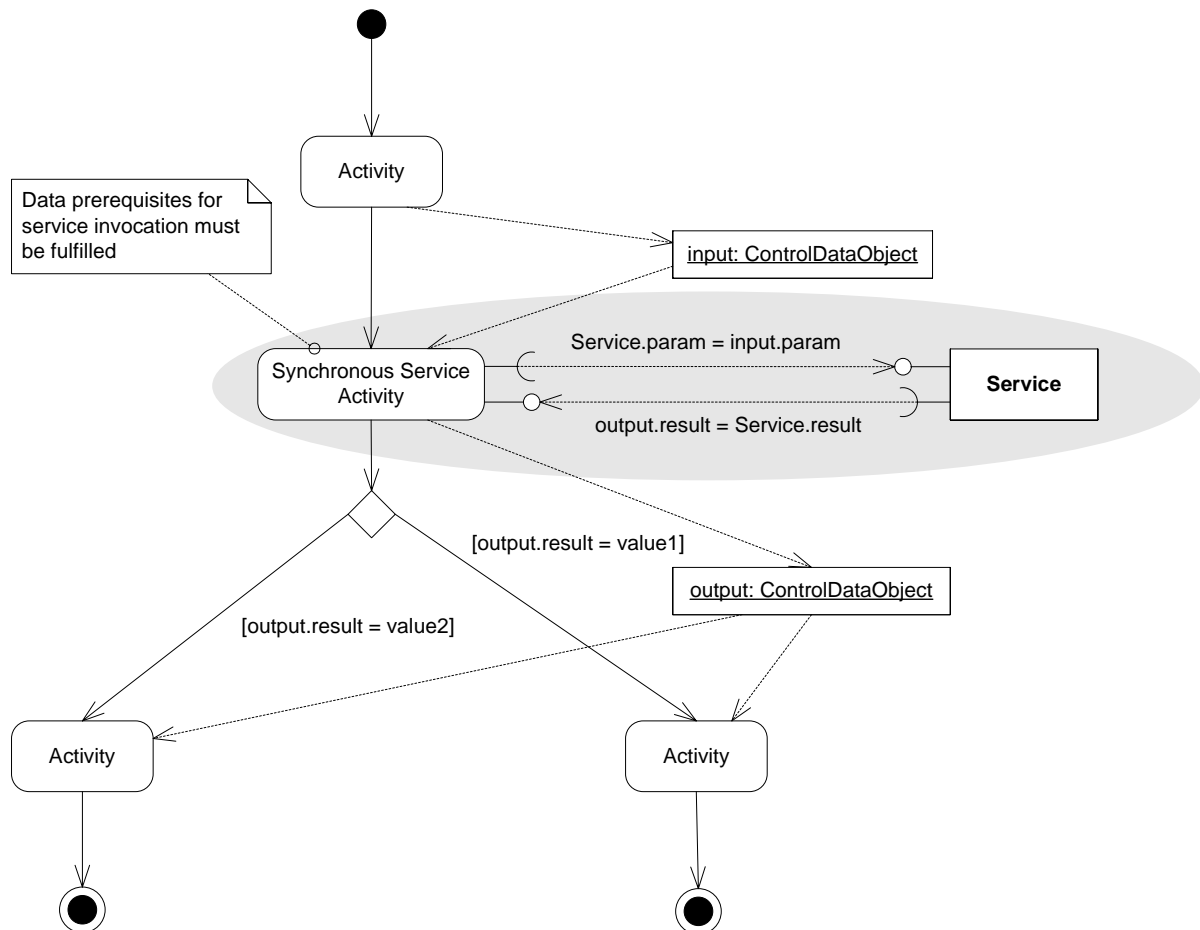 Activity
Data prerequisites for
service invocation must
be fulfilled
input: ControlDataObject
Service.param = input.param
Synchronous Service
Activity
Service
output.result = Service.result
[output.result = value1]
output: ControlDataObject
[output.result = value2]
Activity
Activity